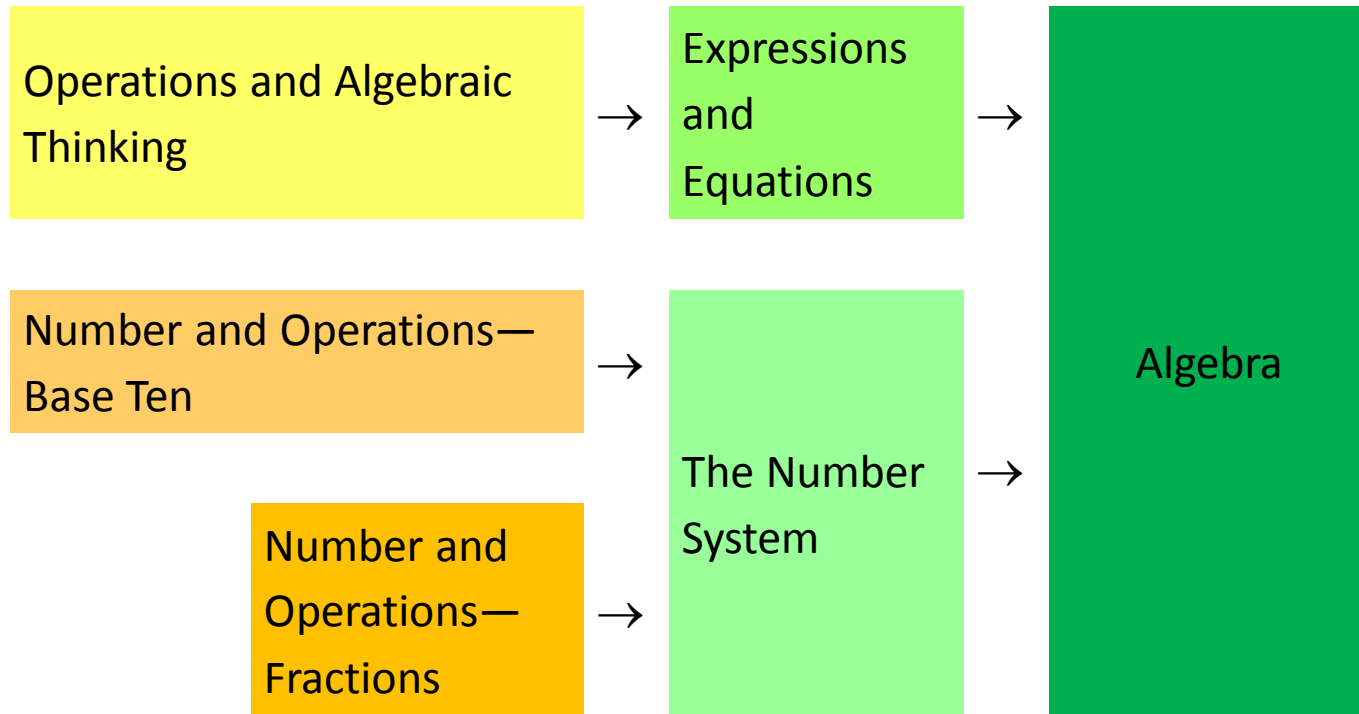 Operations and Algebraic
Thinking
→
Expressions
and
Equations
→
Number and Operations—
Base Ten
→
Number and
Operations—
Fractions
→
The Number
System
→
Algebra